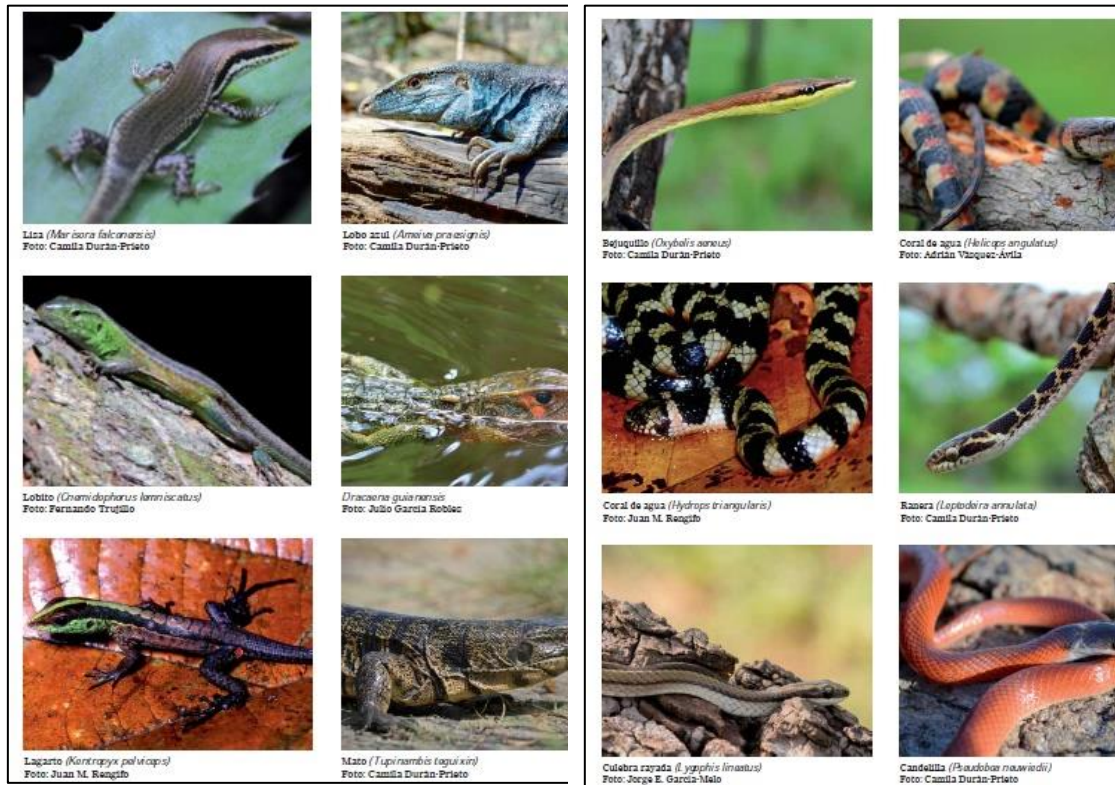 Lisa (Marisora falconensis)
Foto: Camila Durán-Prieto
Lobo azul (Ameiva praesignis)
Foto: Camila Durán-Prieto
Lobito (Cnemidophorus lemniscatus)
Foto: Fernando Trujillo
Dracaena guianensis
Foto: Julio García Robles
Lagarto (Kentropyx pelviceps)
Foto: Juan M. Rengifo
Mato (Tupinambis teguixin)
Foto: Camila Durán-Prieto
Bejuquillo (Oxybelis aeneus)
Foto: Camila Durán-Prieto
Coral de agua (Helicops angulatus)
Foto: Adrián Vásquez-Ávila
Coral de agua (Hydrops triangularis)
Foto: Juan M. Rengifo
Ranera (Leptodeira annulata)
Foto: Camila Durán-Prieto
Culebra rayada (Lygophis lineatus)
Foto: Jorge E. García-Melo
Candelilla (Pseudoboa neuwiedii)
Foto: Camila Durán-Prieto